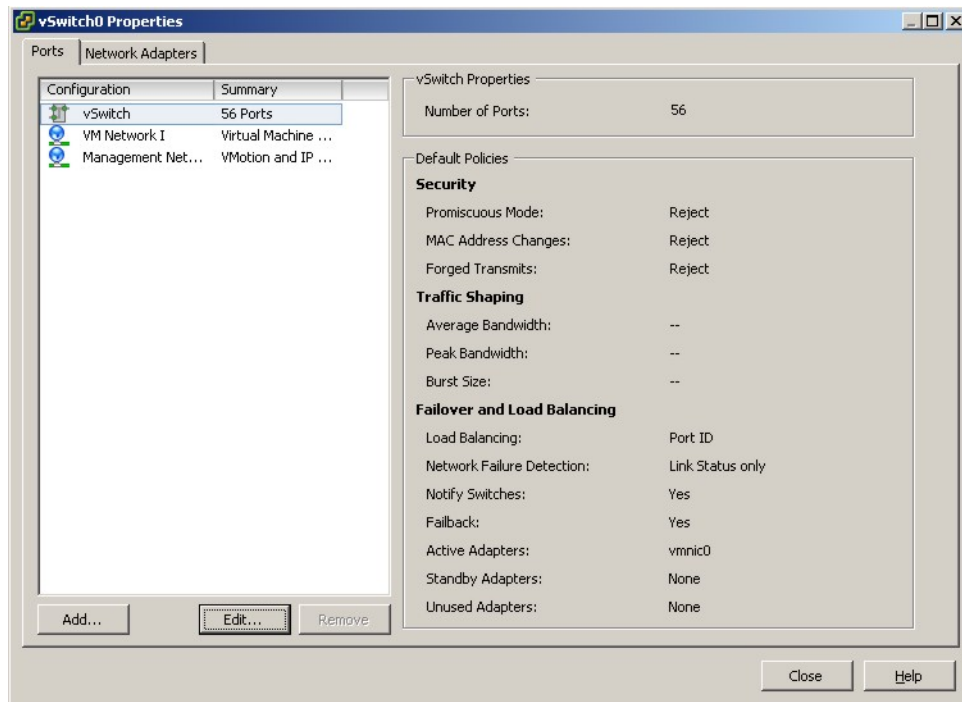 vSwitch0 Properties
Ports Network Adapters
Configuration Summary
vSwitch 56 Ports
VM Network I Virtual Machine ...
Management Net... VMotion and IP ...
Add... Edit... Remove
vSwitch Properties
Number of Ports: 56
Default Policies
Security
Promiscuous Mode: Reject
MAC Address Changes: Reject
Forged Transmits: Reject
Traffic Shaping
Average Bandwidth: --
Peak Bandwidth: --
Burst Size: --
Failover and Load Balancing
Load Balancing: Port ID
Network Failure Detection: Link Status only
Notify Switches: Yes
Failback: Yes
Active Adapters: vmnic0
Standby Adapters: None
Unused Adapters: None
Close Help